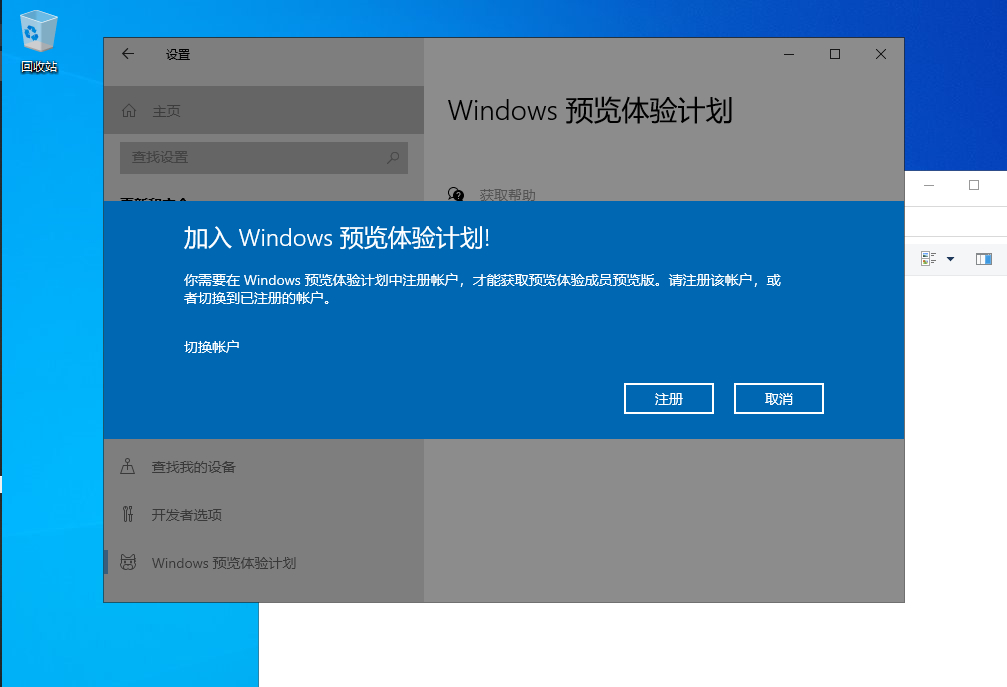 回收站
设置
主页
查找设置
Windows 预览体验计划
获取帮助
加入 Windows 预览体验计划!
你需要在 Windows 预览体验计划中注册帐户，才能获取预览体验成员预览版。请注册该帐户，或
者切换到已注册的帐户。
切换帐户
注册
取消
查找我的设备
开发者选项
Windows 预览体验计划